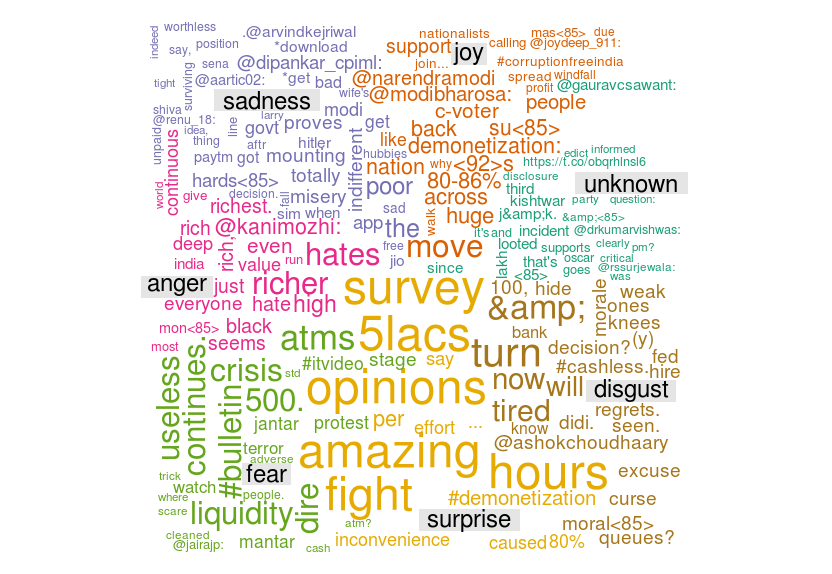 indeed
worthless
say,
position
.@arvindkejriwal
*download
nationalists
mas<85>
due
support
joy
calling
@joydeep_911:
surviving
sena
@dipankar_cpiml:
join...
#corruptionfreeindia
tight
@aartic02:
*get
bad
@narendramodi
spread
windfall
sadness
wife's
@modibharosa:
profit
@gauravcsawant:
shiva
modi
c-voter
people
@renu_18:
larry
line
govt
proves
get
back
su<85>
idea,
unpaid
thing
aftr
hitler
like
demonetization:
edict
informed
continuous
paytm
got
mounting
indifferent
hubbies
nation
why
<92>s
https://t.co/obqrhlnsl6
hards<85>
totally
poor
80-86%
disclosure
unknown
world
give
decision.
fail
misery
across
third
kishtwar
party
question:
richest.
sim
when
sad
walk
huge
j&amp;k.
&amp;<85>
rich
@kanimozhi:
app
the
it's
and
incident
@drkumarvishwas:
deep
rich,
even
hates
free
move
looted
supports
clearly
pm?
india
value
run
jio
since
lakh
that's
oscar
critical
goes
@rssurjewala:
<85>
was
anger
just
richer
survey
100,
hide
morale
weak
everyone
hate
high
&amp;
ones
mon<85>
black
5lacs
bank
knees
most
seems
atms
turn
decision?
(y)
useless
continues.
crisis
std
#itvideo
stage
say
#cashless.
fed
hire
500.
opinions
now
will
disgust
#bulletin
jantar
protest
per
effort
...
tired
know
didi.
regrets.
seen.
terror
adverse
amazing
@ashokchoudhaary
fear
hours
excuse
trick
watch
where
people.
dire
fight
#demonetization
curse
scare
liquidity
atm?
surprise
moral<85>
cleaned
@jairajp:
mantar
cash
inconvenience
caused
80%
queues?